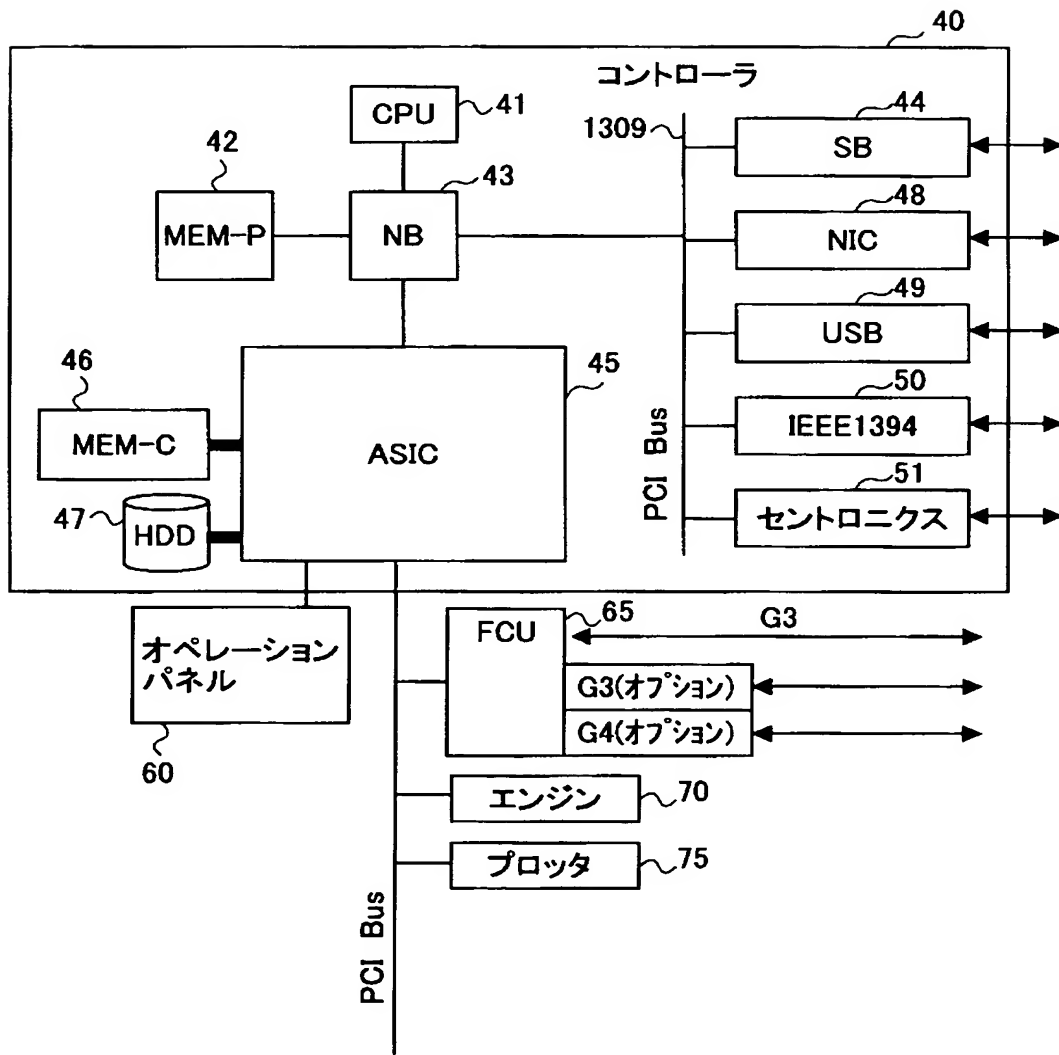 40
コントローラ
CPU
41
1309
44
SB
42
MEM-P
43
NB
48
NIC
49
USB
46
MEM-C
45
ASIC
50
IEEE1394
47
HDD
PCI Bus
51
セントロニクス
オペレーション
パネル
60
65
FCU
G3
G3(オプション)
G4(オプション)
エンジン
70
プロッタ
75
PCI Bus